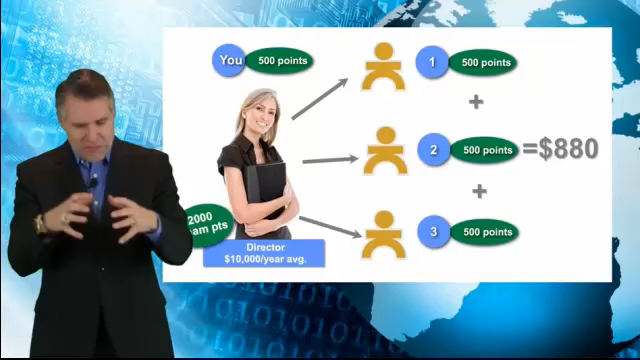 You 500 points
1 500 points
+
2 500 points =$880
+
3 500 points
2000
pts
Director
$10,000/year avg.